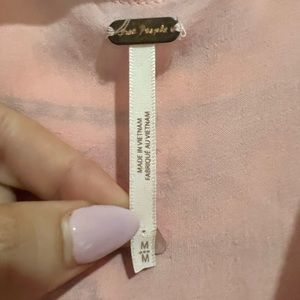 free people
MADE IN VIETNAM
FABRIQUÉ AU VIETNAM
M
M